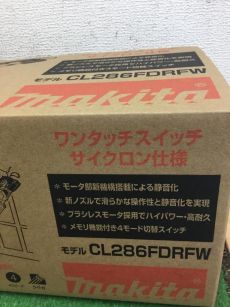 モデル CL286FDRFW
makita
ワンタッチスイッチ
サイクロン仕様
★ モータ部新機構搭載による静音化
★ 新ノズルで滑らかな操作性と静音化を実現
★ ブラシレスモータ採用でハイパワー・高耐久
★ メモリ機能付き4モード切替スイッチ
モデル CL286FDRFW
makita